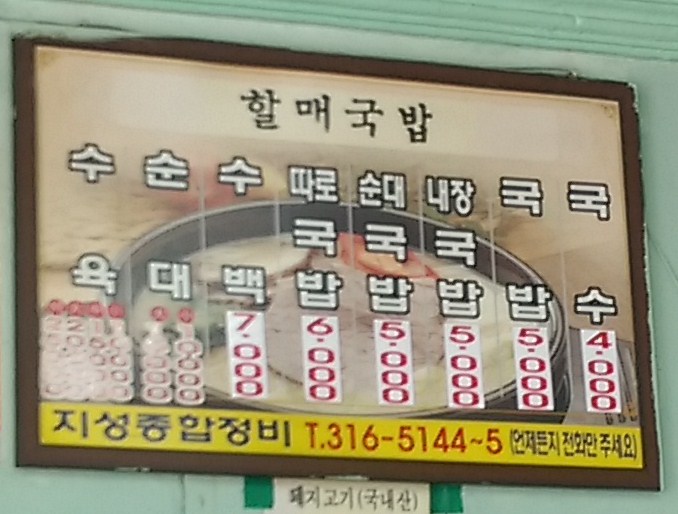 할매국밥
수육
순대
수백 7.000
따로국밥 6.000
순대국밥 5.000
내장국밥 5.000
국밥 5.000
국수 4.000
지성종합정비 T.316-5144~5 (언제든지 전화만 주세요)
돼지고기(국내산)